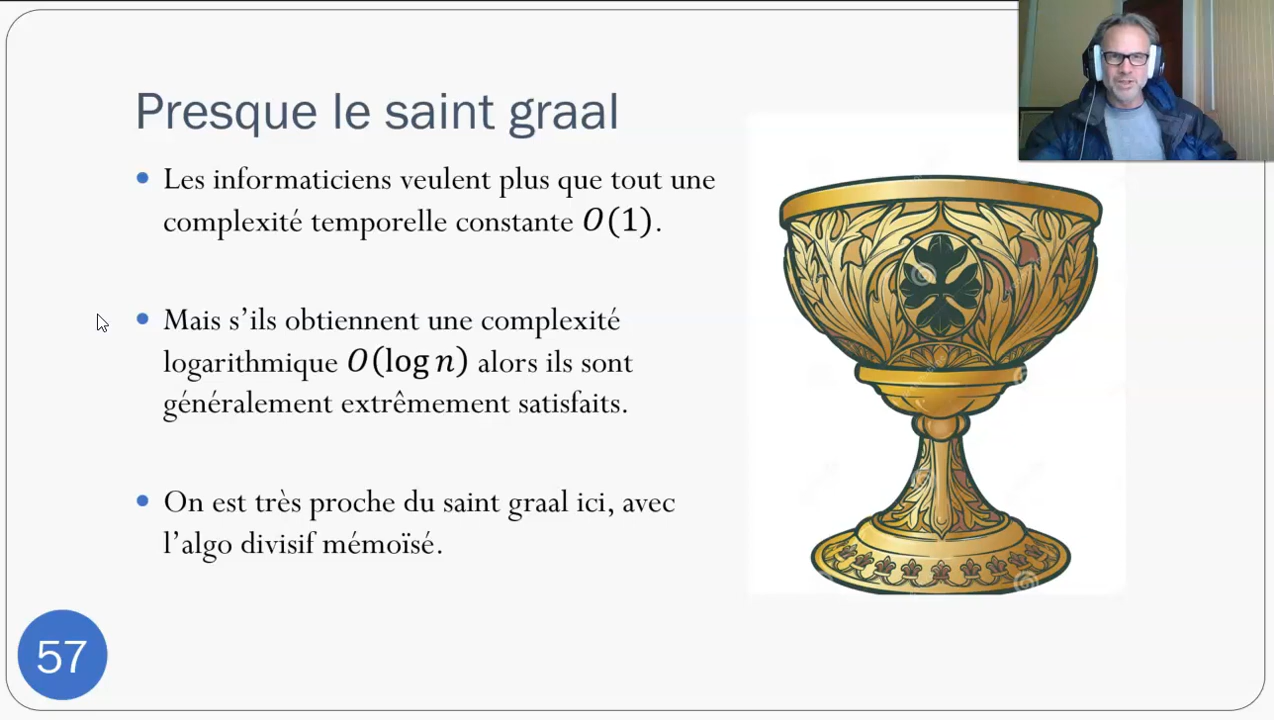 Presque le saint graal
• Les informaticiens veulent plus que tout une
complexité temporelle constante O(1).
• Mais s’ils obtiennent une complexité
logarithmique O(log n) alors ils sont
généralement extrêmement satisfaits.
• On est très proche du saint graal ici, avec
l’algo divisif mémoïsé.
57